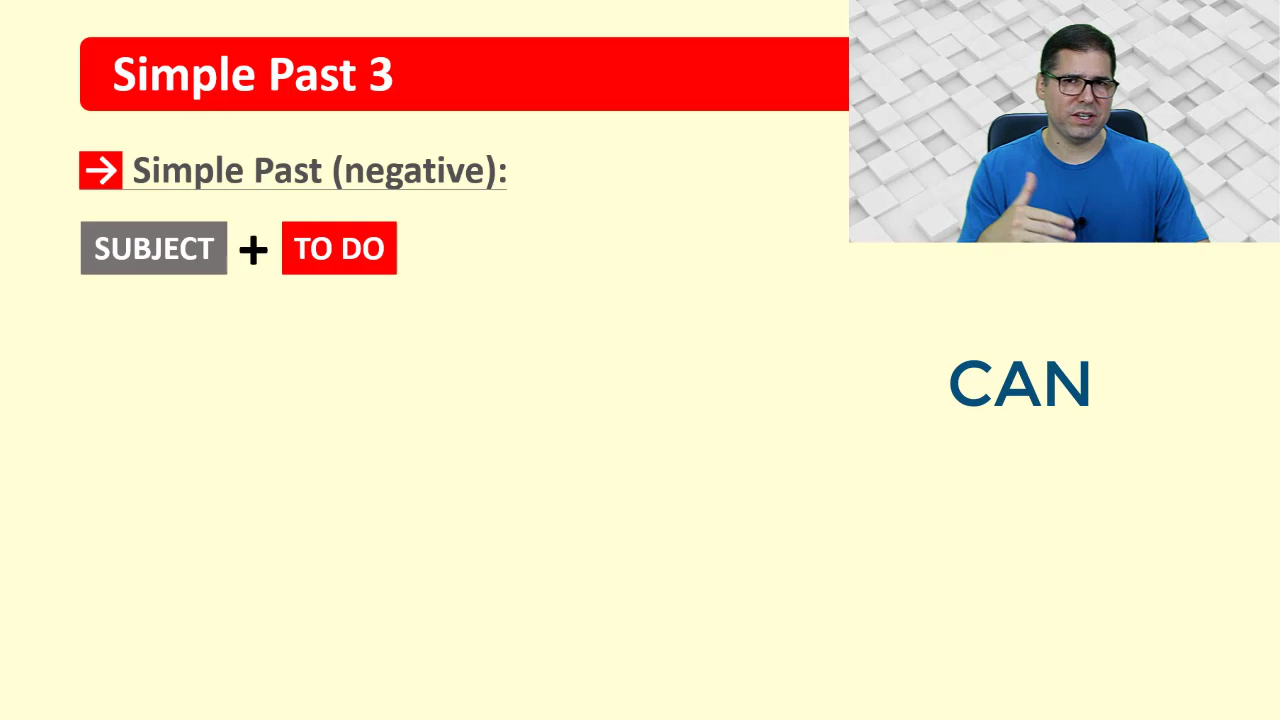 Simple Past 3
→ Simple Past (negative):
SUBJECT + TO DO
CAN